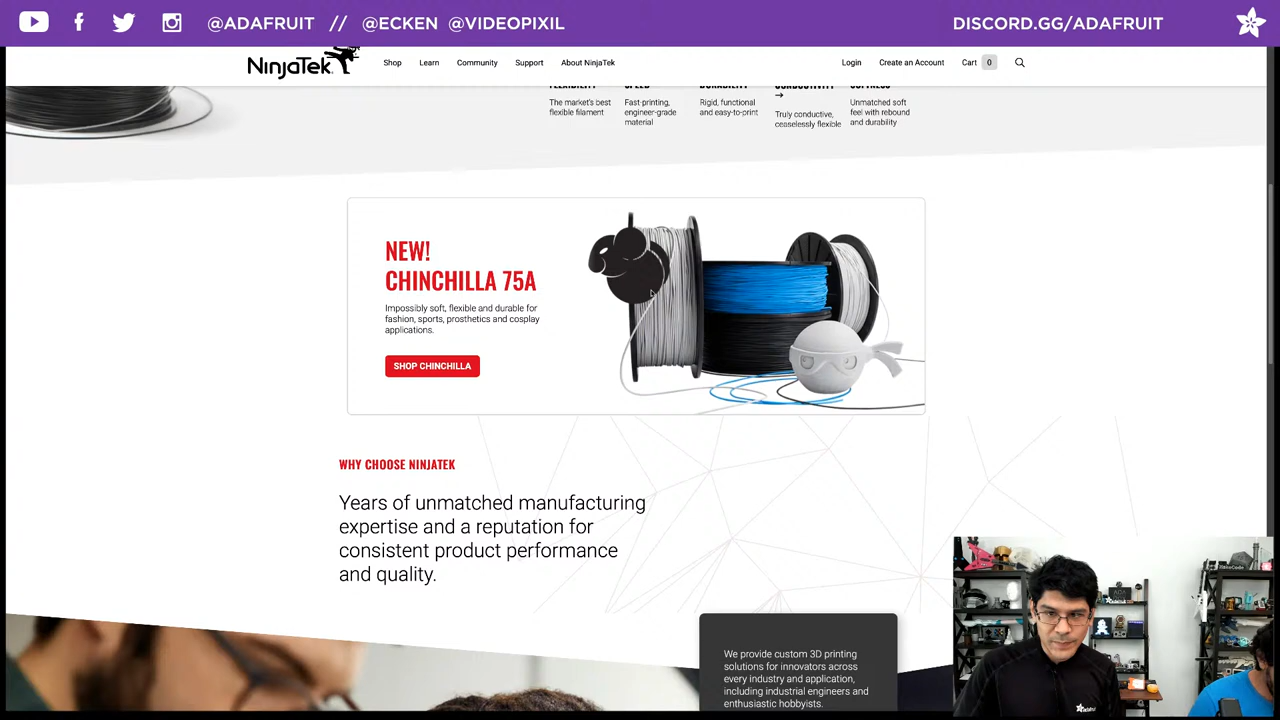 @ADAFRUIT // @ECKEN @VIDEOPIXIL
DISCORD.GG/ADAFRUIT
NINJATEK
Shop Learn Community Support About NinjaTek
Login Create an Account Cart 0
FLEXIBILITY SPEED DURABILITY CONDUCTIVITY → SOFTNESS
The market's best
flexible filament
Fast-printing,
engineer-grade
material
Rigid, functional
and easy-to-print
Truly conductive,
ceaselessly flexible
Unmatched soft
feel with rebound
and durability
NEW!
CHINCHILLA 75A
Impossibly soft, flexible and durable for
fashion, sports, prosthetics and cosplay
applications.
SHOP CHINCHILLA
WHY CHOOSE NINJATEK
Years of unmatched manufacturing
expertise and a reputation for
consistent product performance
and quality.
We provide custom 3D printing
solutions for innovators across
every industry and application,
including industrial engineers and
enthusiastic hobbyists.
MakeCode
adafruit